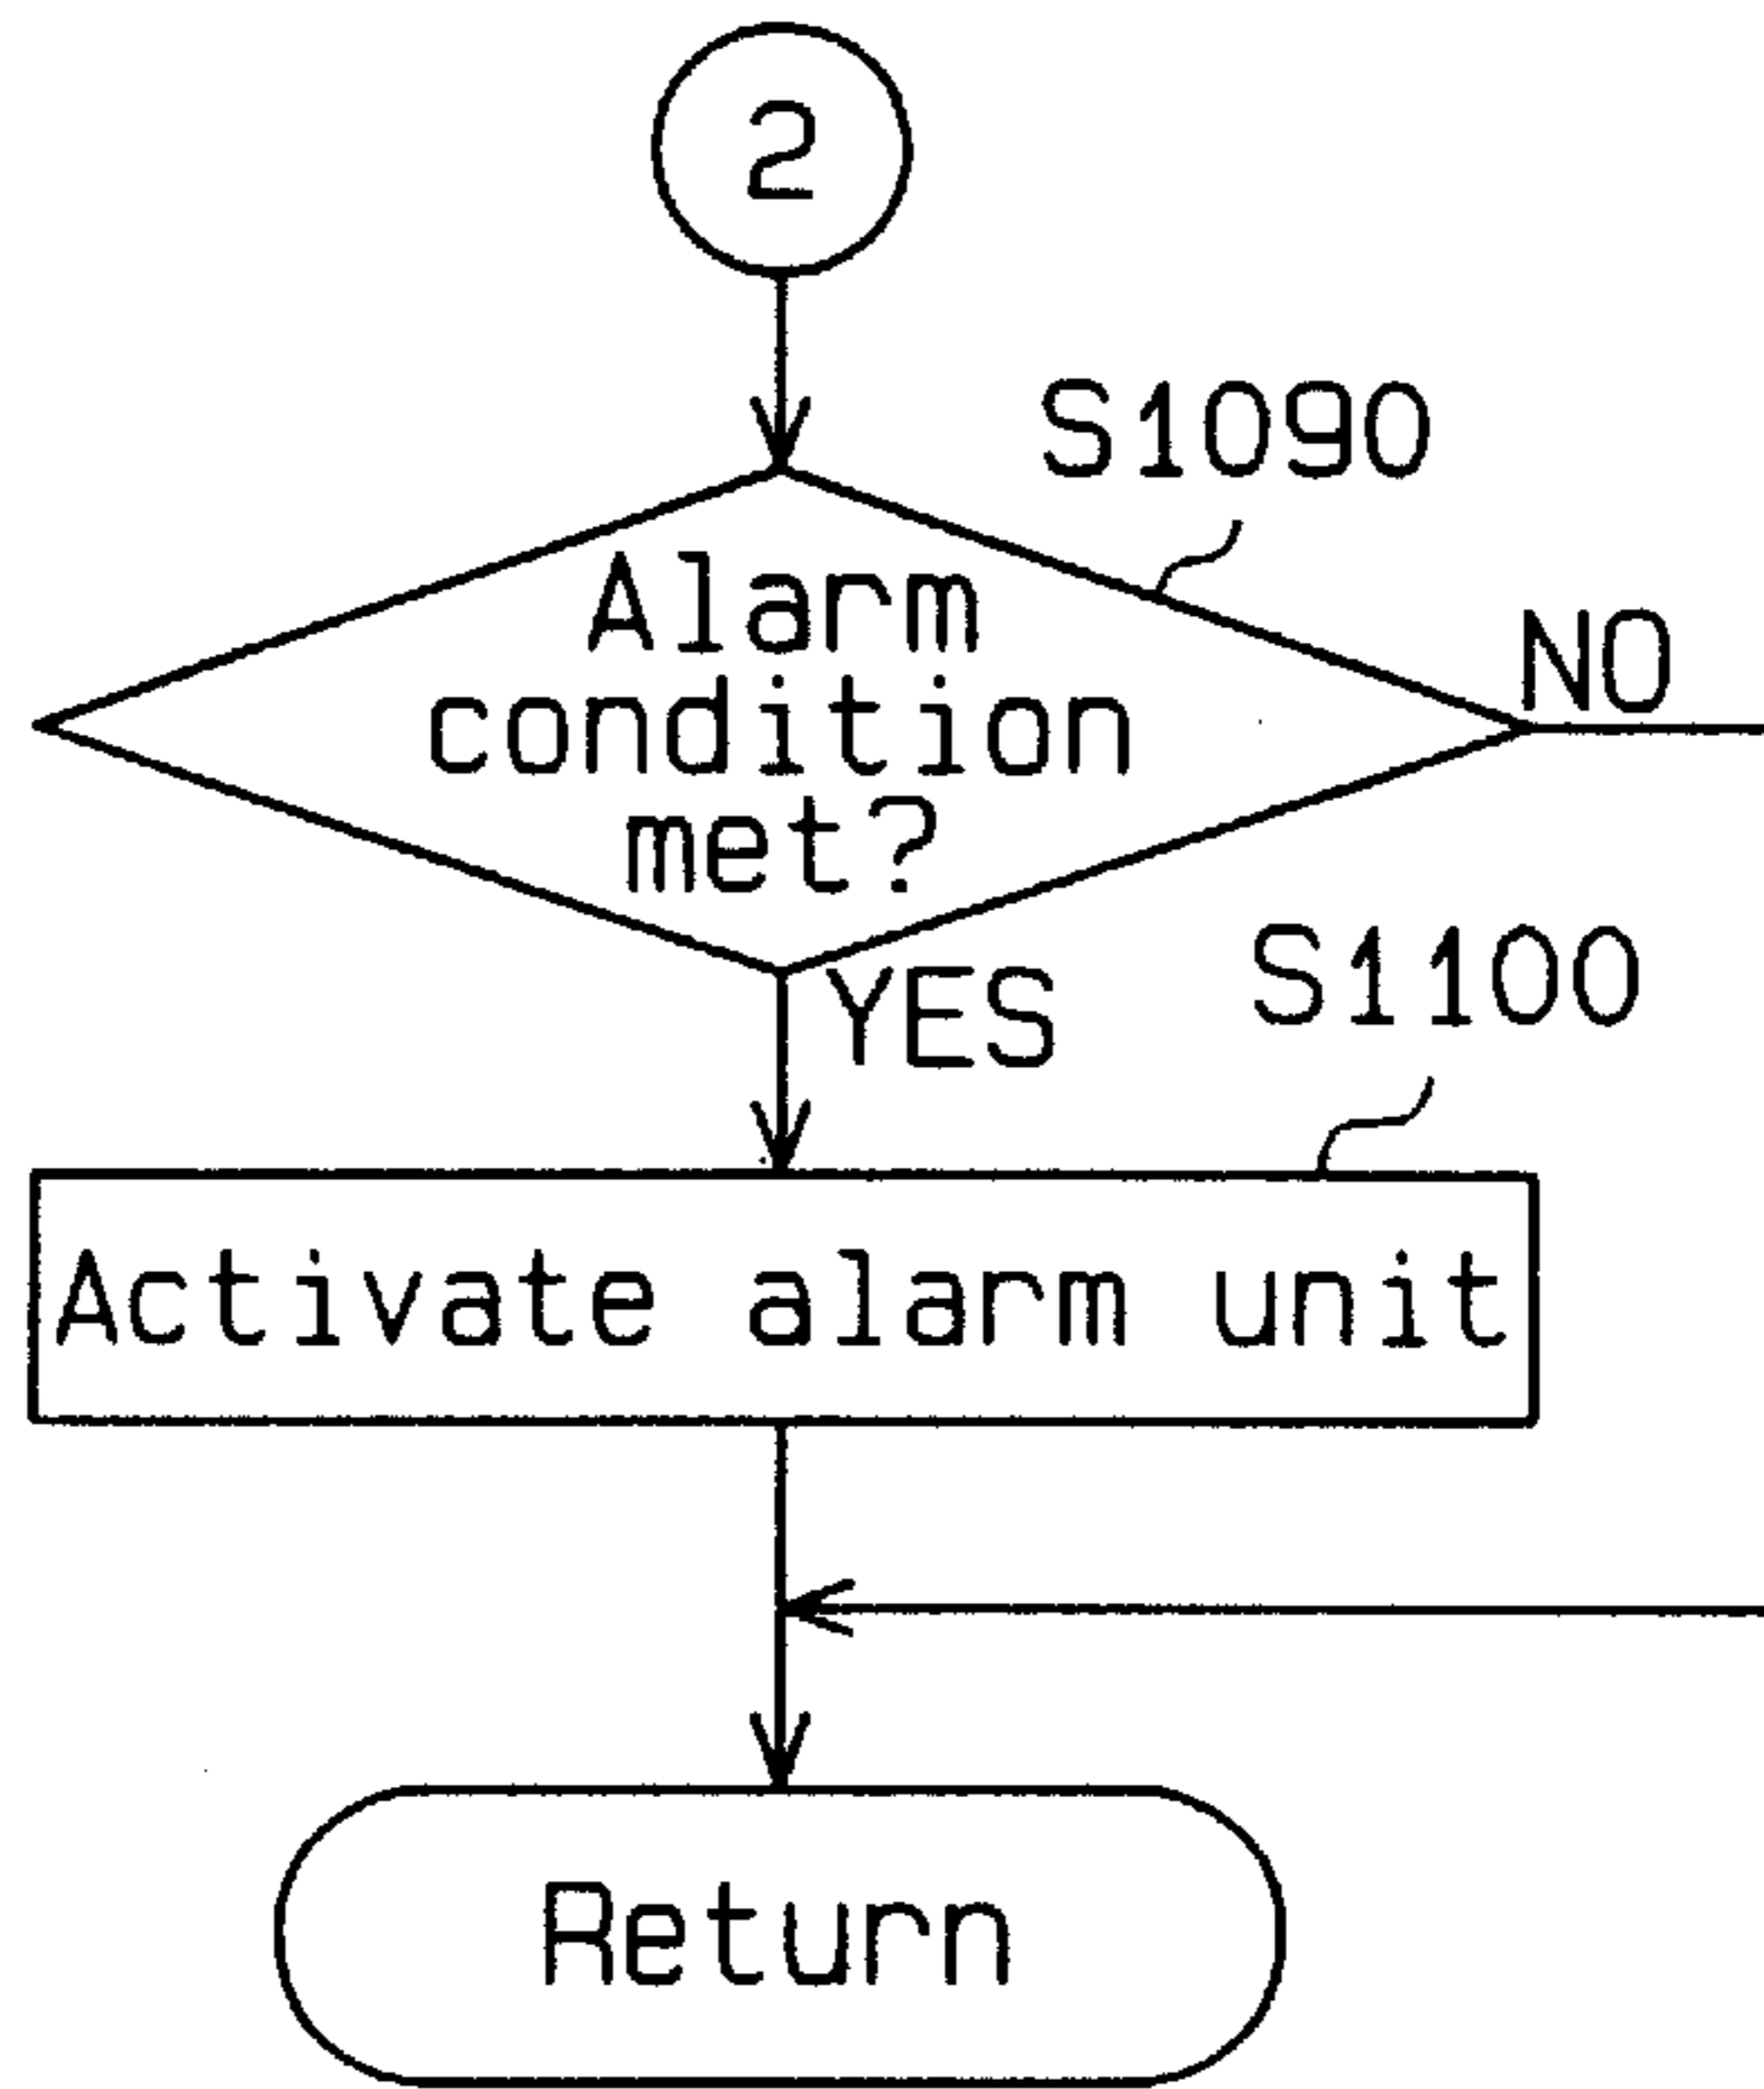 2
S1090
Alarm
condition
met?
NO
YES
S1100
Activate alarm unit
Return